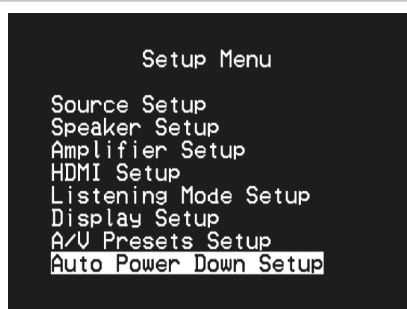 Setup Menu
Source Setup
Speaker Setup
Amplifier Setup
HDMI Setup
Listening Mode Setup
Display Setup
A/V Presets Setup
Auto Power Down Setup